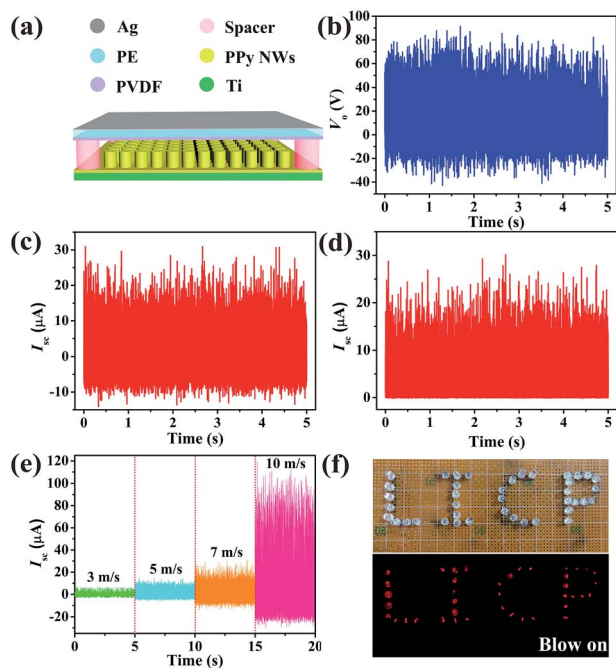 (a)
Ag
Spacer
PE
PPy NWs
PVDF
Ti
(b)
100
80
60
40
20
0
-20
-40
Vo (V)
0 1 2 3 4 5
Time (s)
(c)
30
20
10
0
-10
Isc (μA)
0 1 2 3 4 5
Time (s)
(d)
30
20
10
0
Isc (μA)
0 1 2 3 4 5
Time (s)
(e)
120
100
80
60
40
20
0
-20
Isc (μA)
3 m/s
5 m/s
7 m/s
10 m/s
0 5 10 15 20
Time (s)
(f)
LICP
LICP
Blow on